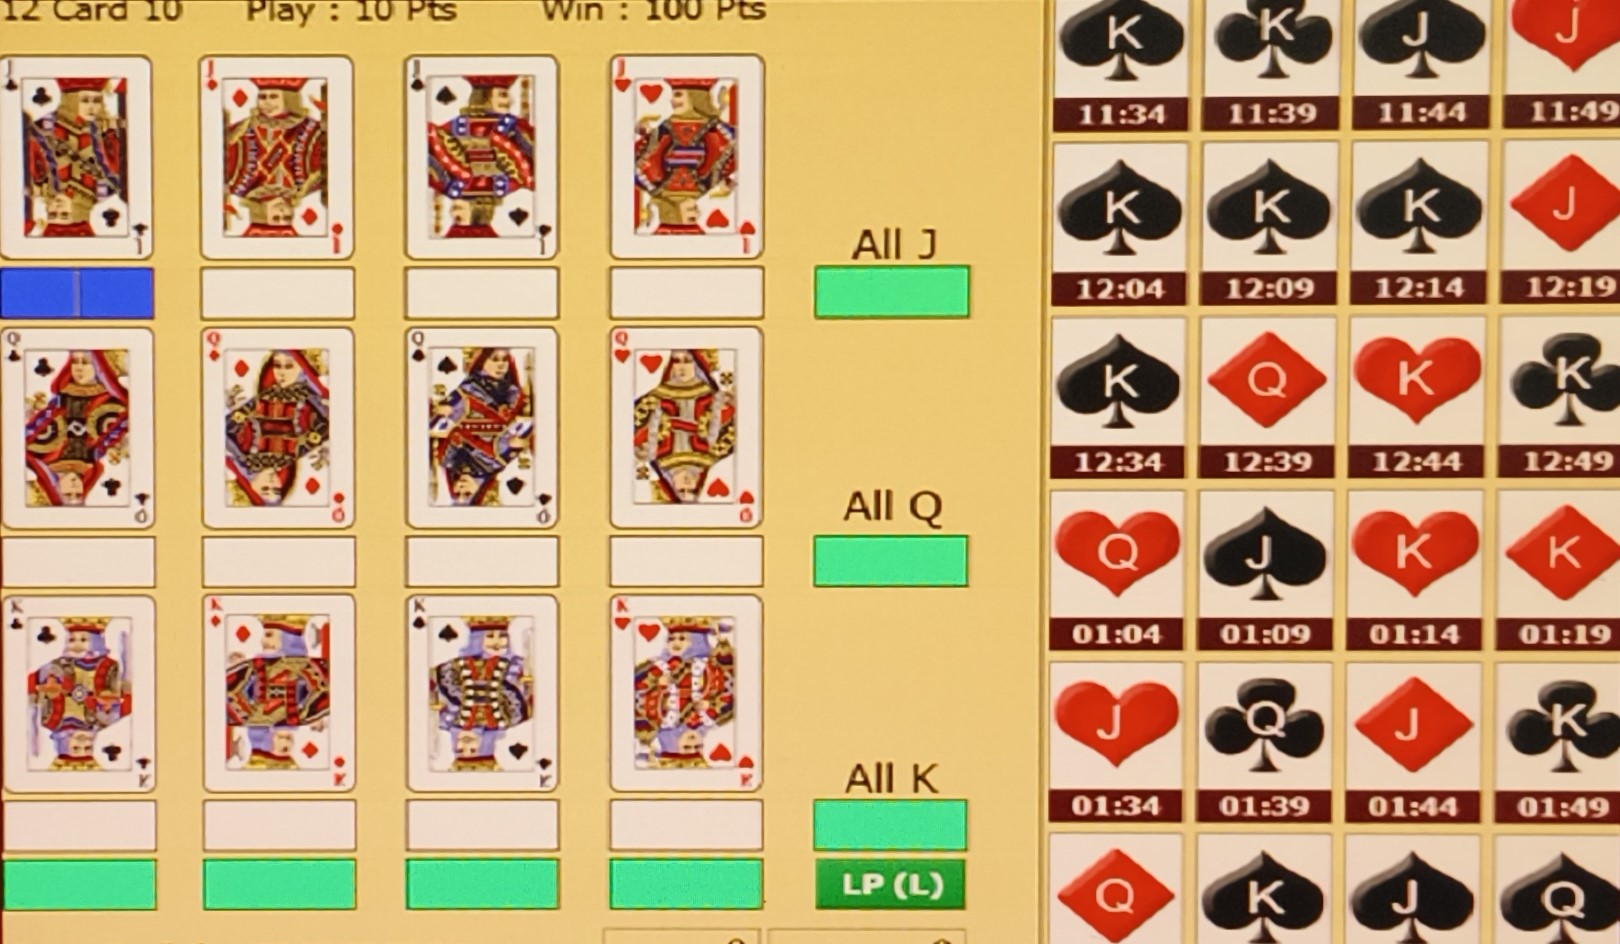 12 Card 10 Play : 10 Pts Win : 100 Pts
J J J J
All J
Q Q Q Q
All Q
K K K K
All K
LP (L)
K K J J
11:34 11:39 11:44 11:49
K K K J
12:04 12:09 12:14 12:19
K Q K K
12:34 12:39 12:44 12:49
Q J K K
01:04 01:09 01:14 01:19
J Q J K
01:34 01:39 01:44 01:49
Q K J Q